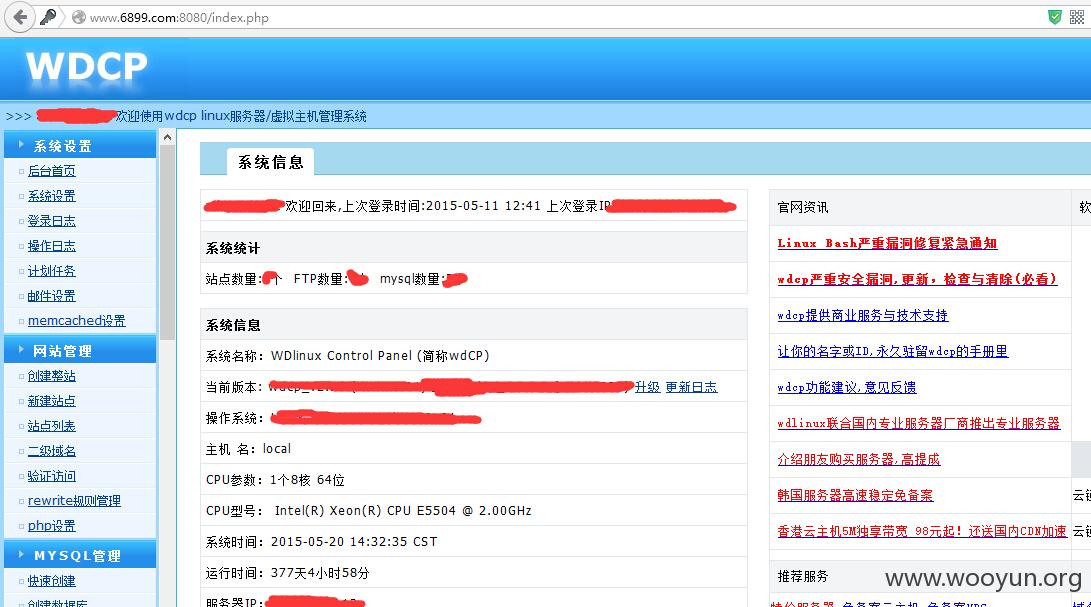 www.6899.com:8080/index.php
WDCP
>>> 欢迎使用wdcp linux服务器/虚拟主机管理系统
系统设置
后台首页
系统设置
登录日志
操作日志
计划任务
邮件设置
memcached设置
网站管理
创建整站
新建站点
站点列表
二级域名
验证访问
rewrite规则管理
php设置
MYSQL管理
快速创建
创建数据库
系统信息
欢迎回来,上次登录时间:2015-05-11 12:41 上次登录IP
系统统计
站点数量: 个 FTP数量: mysql数量:
系统信息
系统名称: WDlinux Control Panel (简称wdCP)
当前版本: 升级 更新日志
操作系统:
主机 名: local
CPU参数: 1个8核 64位
CPU型号: Intel(R) Xeon(R) CPU E5504 @ 2.00GHz
系统时间: 2015-05-20 14:32:35 CST
运行时间: 377天4小时58分
服务器IP:
官网资讯
软
Linux Bash严重漏洞修复紧急通知
wdcp严重安全漏洞,更新，检查与清除(必看)
wdcp提供商业服务与技术支持
让你的名字或ID,永久驻留wdcp的手册里
wdcp功能建议,意见反馈
wdlinux联合国内专业服务器厂商推出专业服务器
介绍朋友购买服务器,高提成
韩国服务器高速稳定免备案
云
香港云主机5M独享带宽 98元起! 还送国内CDN加速
云
推荐服务
特价服务器 免备案云主机 免备案VPS
www.wooyun.org